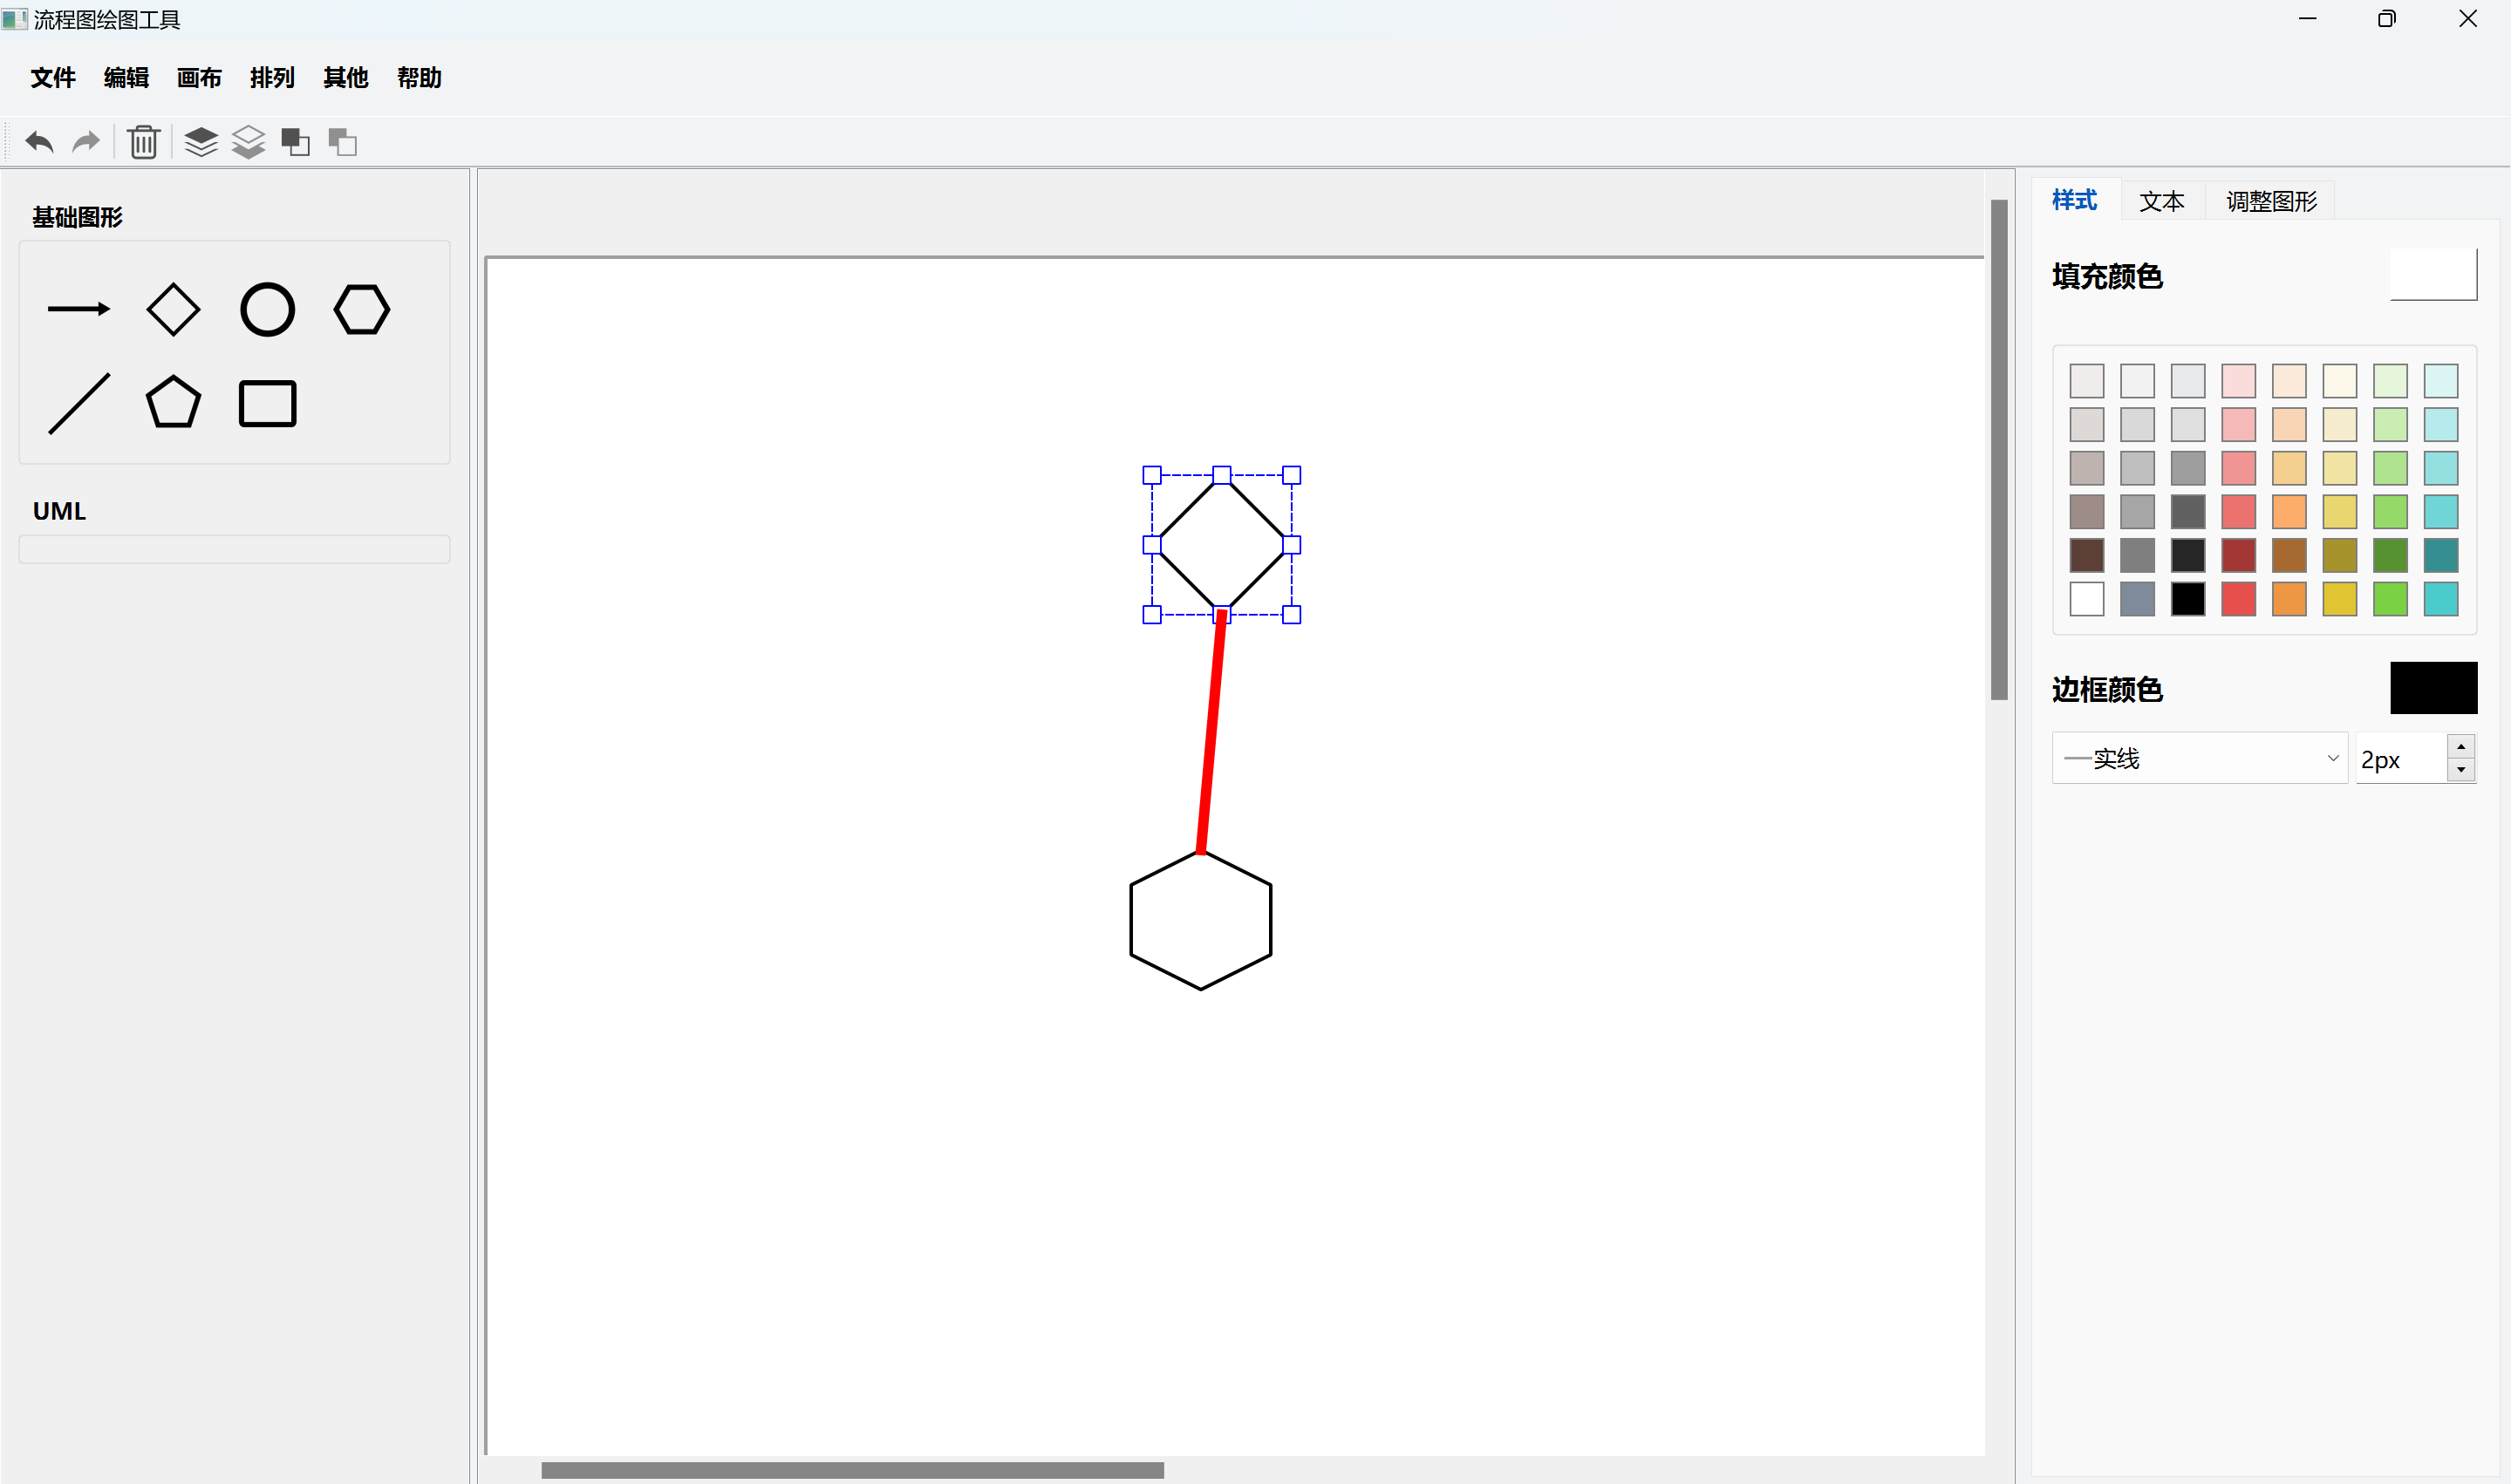 流程图绘图工具
文件 编辑 画布 排列 其他 帮助
基础图形
UML
样式 文本 调整图形
填充颜色
边框颜色
实线 2px